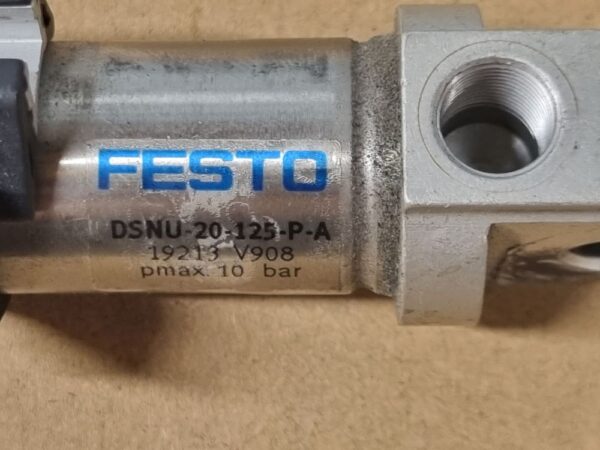 FESTO
DSNU-20-125-P-A
19213 V908
pmax. 10 bar